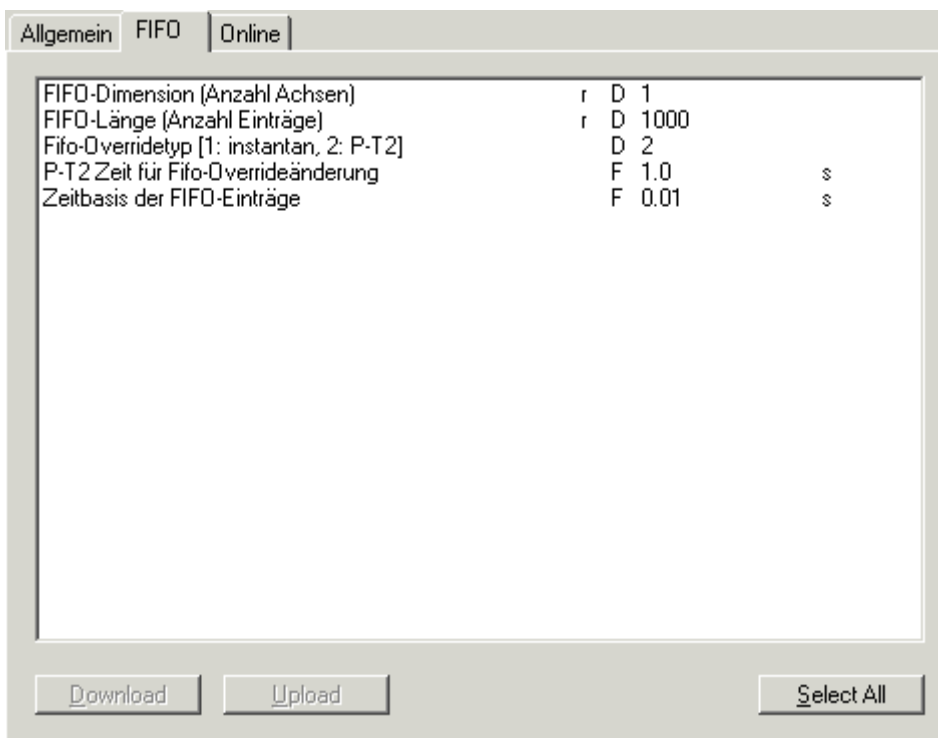 Allgemein FIFO Online
FIFO-Dimension (Anzahl Achsen) r D 1
FIFO-Länge (Anzahl Einträge) r D 1000
Fifo-Overridetyp [1: instantan, 2: P-T2] D 2
P-T2 Zeit für Fifo-Overrideänderung F 1.0 s
Zeitbasis der FIFO-Einträge F 0.01 s
Download Upload Select All